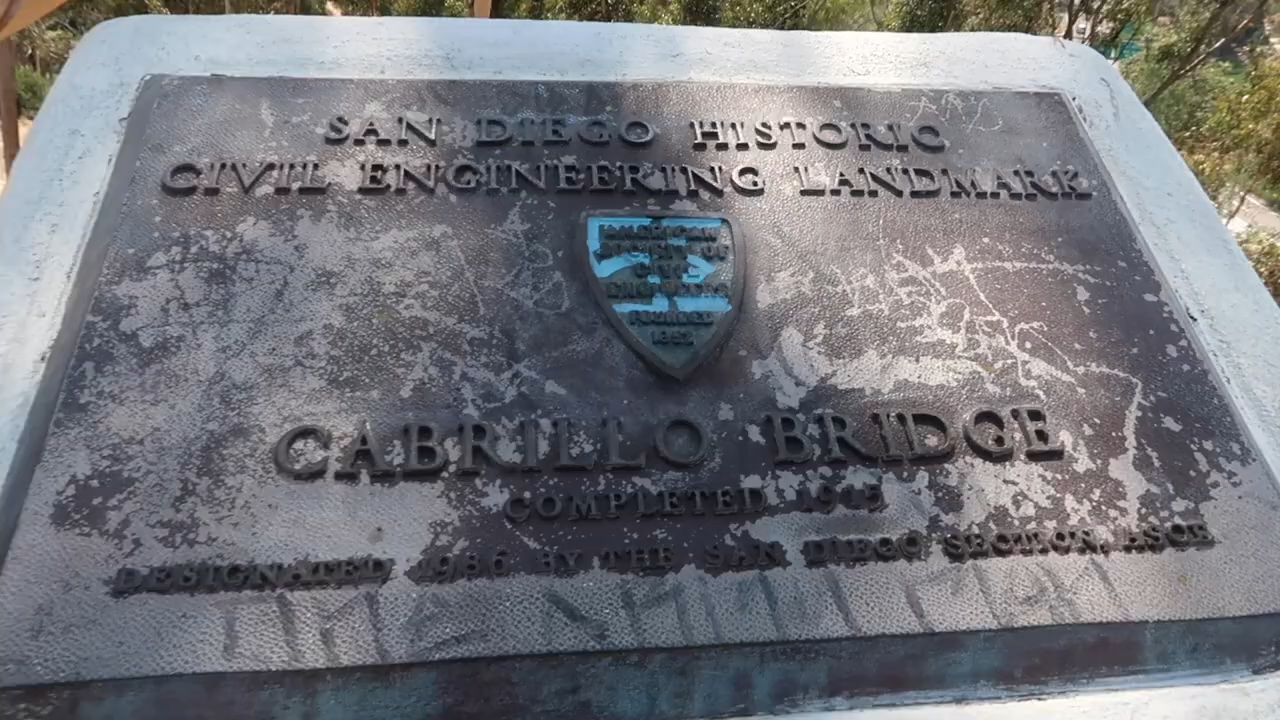 SAN DIEGO HISTORIC
CIVIL ENGINEERING LANDMARK
AMERICAN
SOCIETY OF
CIVIL
ENGINEERS
FOUNDED
1852
CABRILLO BRIDGE
COMPLETED 1915
DESIGNATED 1986 BY THE SAN DIEGO SECTION, ASCE